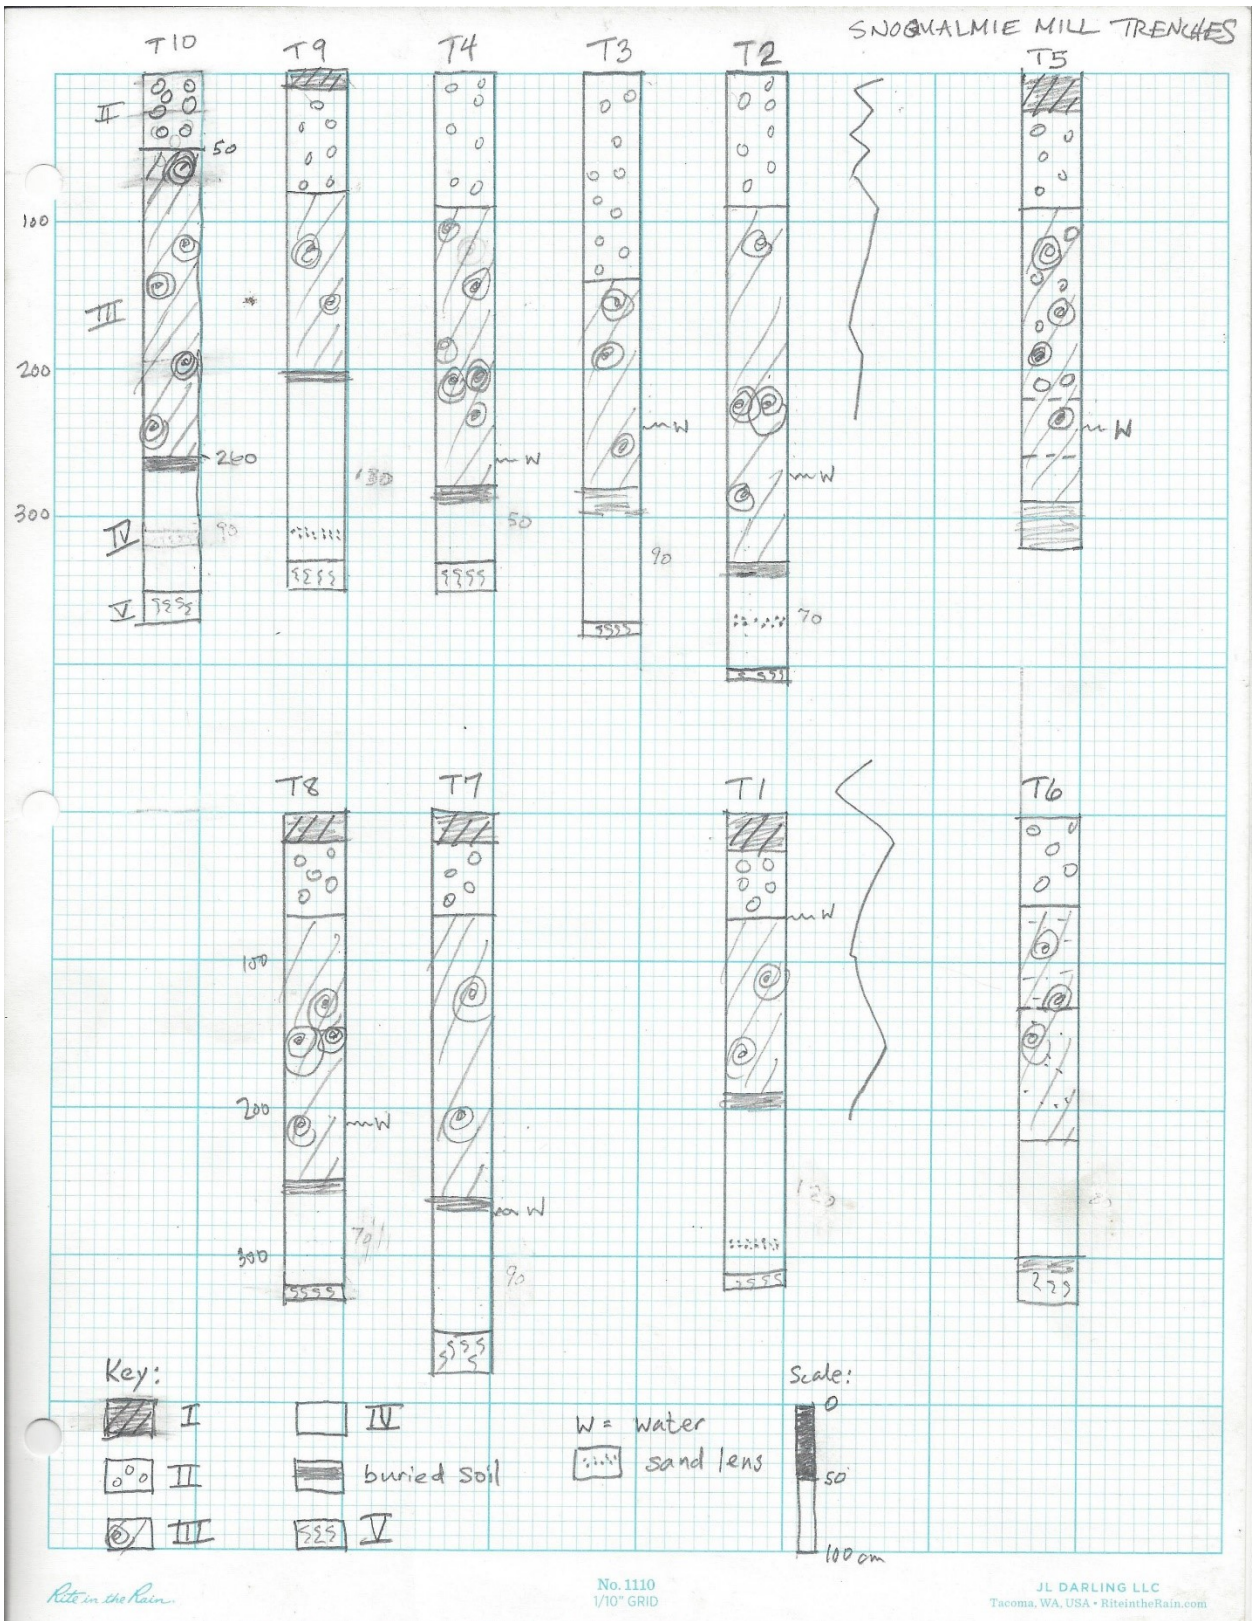 SNOQUALMIE MILL TRENCHES
T10 T9 T4 T3 T2 T5
II
50
100
III
200
W
W
260
W
130
W
300
IV
90
50
90
V
70
T8 T7 T1 T6
W
100
200
W
W
70
300
90
Key:
Scale:
I
IV
W = water
0
II
buried soil
sand lens
50
III
V
100 cm
Rite in the Rain
No. 1110
1/10" GRID
JL DARLING LLC
Tacoma, WA, USA • RiteintheRain.com